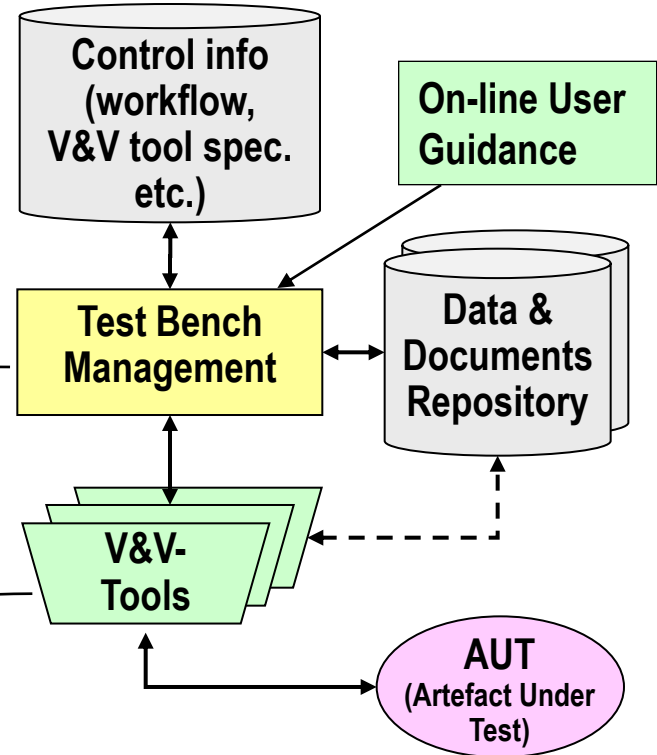 Control info
(workflow,
V&V tool spec.
etc.)
On-line User
Guidance
Test Bench
Management
Data &
Documents
Repository
V&V-
Tools
AUT
(Artefact Under
Test)